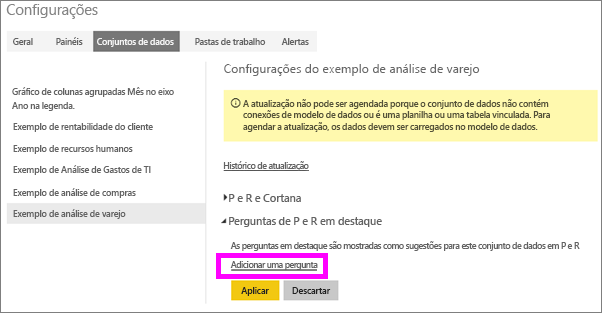 Configurações
Geral Painéis Conjuntos de dados Pastas de trabalho Alertas
Gráfico de colunas agrupadas Mês no eixo
Ano na legenda.
Exemplo de rentabilidade do cliente
Exemplo de recursos humanos
Exemplo de Análise de Gastos de TI
Exemplo de análise de compras
Exemplo de análise de varejo
Configurações do exemplo de análise de varejo
A atualização não pode ser agendada porque o conjunto de dados não contém
conexões de modelo de dados ou é uma planilha ou uma tabela vinculada. Para
agendar a atualização, os dados devem ser carregados no modelo de dados.
Histórico de atualização
P e R e Cortana
Perguntas de P e R em destaque
As perguntas em destaque são mostradas como sugestões para este conjunto de dados em P e R
Adicionar uma pergunta
Aplicar Descartar